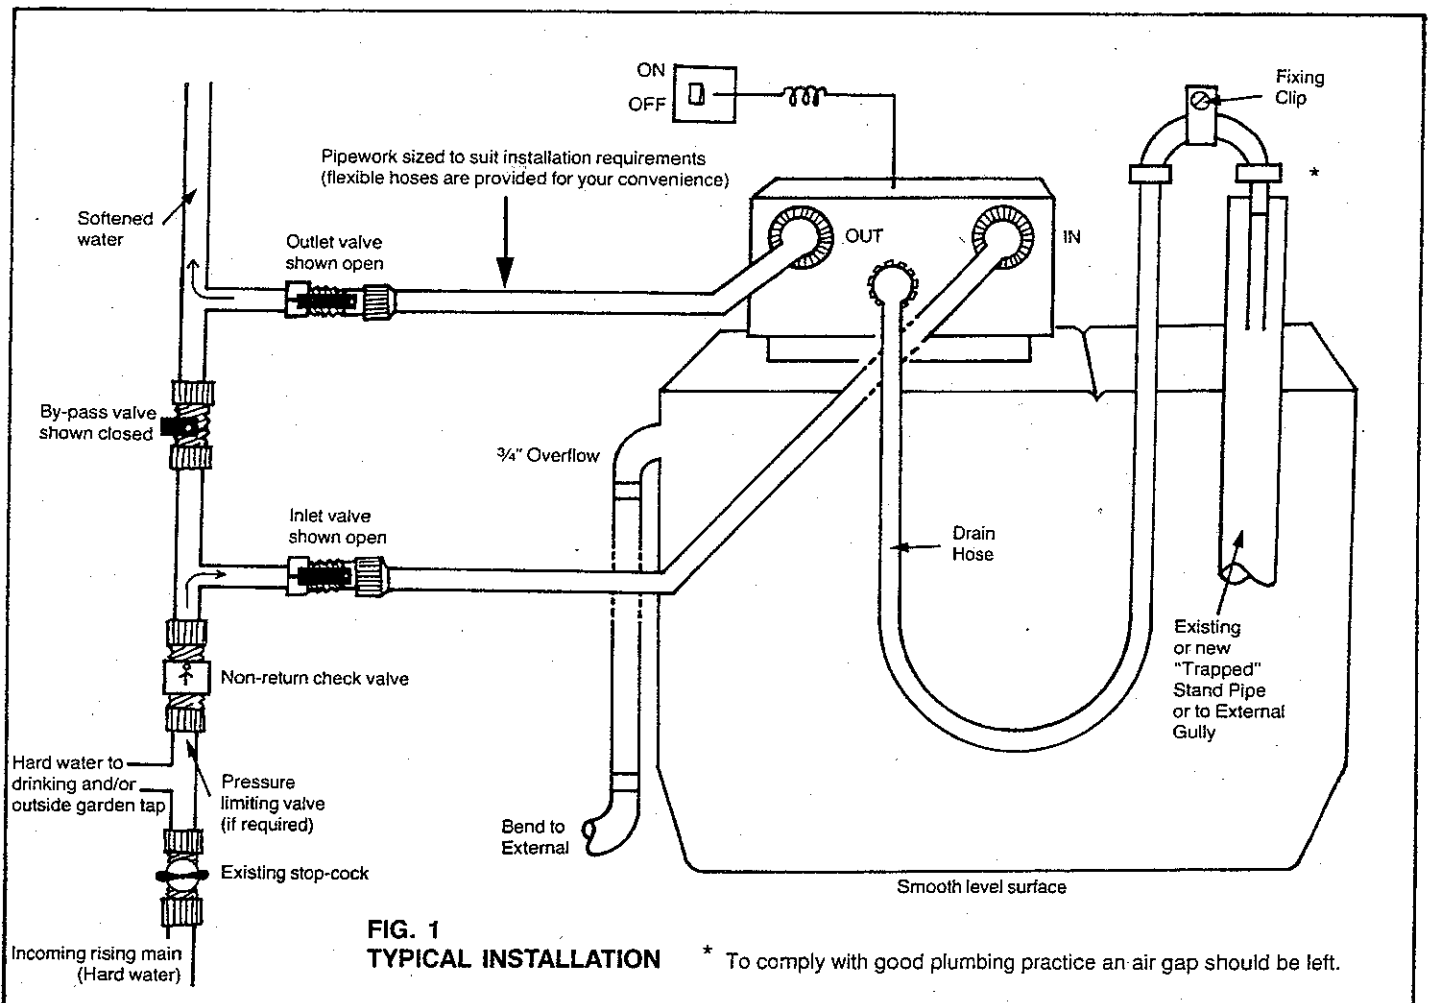 ON
OFF
Fixing
Clip
Pipework sized to suit installation requirements
(flexible hoses are provided for your convenience)
*
Softened
water
Outlet valve
shown open
OUT
IN
By-pass valve
shown closed
3/4" Overflow
Inlet valve
shown open
Drain
Hose
Existing
or new
"Trapped"
Stand Pipe
or to External
Gully
Non-return check valve
Hard water to
drinking and/or
outside garden tap
Pressure
limiting valve
(if required)
Bend to
External
Existing stop-cock
Smooth level surface
Incoming rising main
(Hard water)
FIG. 1
TYPICAL INSTALLATION
* To comply with good plumbing practice an air gap should be left.